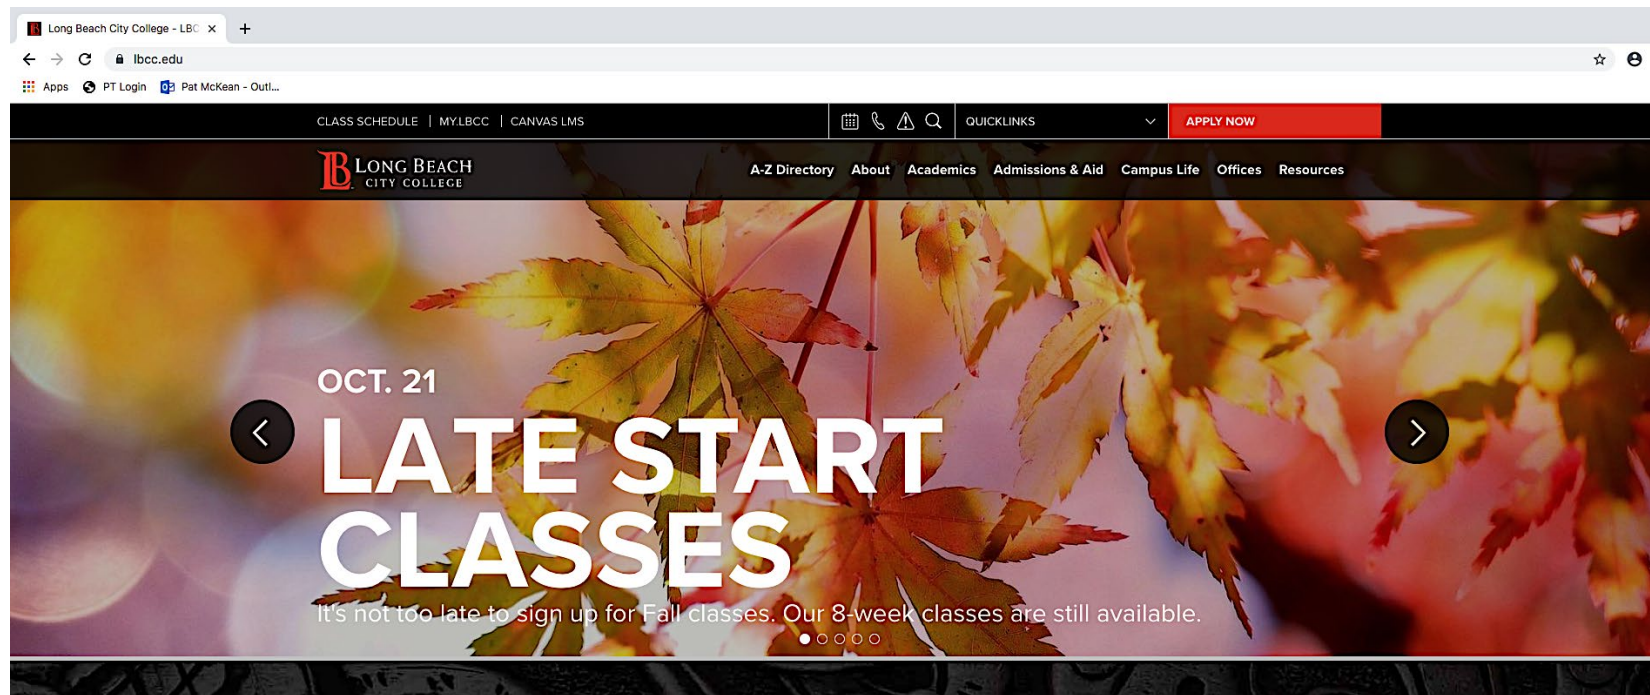 Long Beach City College - LBC
lbcc.edu
Apps PT Login Pat McKean - Outl...
CLASS SCHEDULE | MY.LBCC | CANVAS LMS QUICKLINKS APPLY NOW
LONG BEACH
CITY COLLEGE
A-Z Directory About Academics Admissions & Aid Campus Life Offices Resources
OCT. 21
LATE START
CLASSES
It's not too late to sign up for Fall classes. Our 8-week classes are still available.